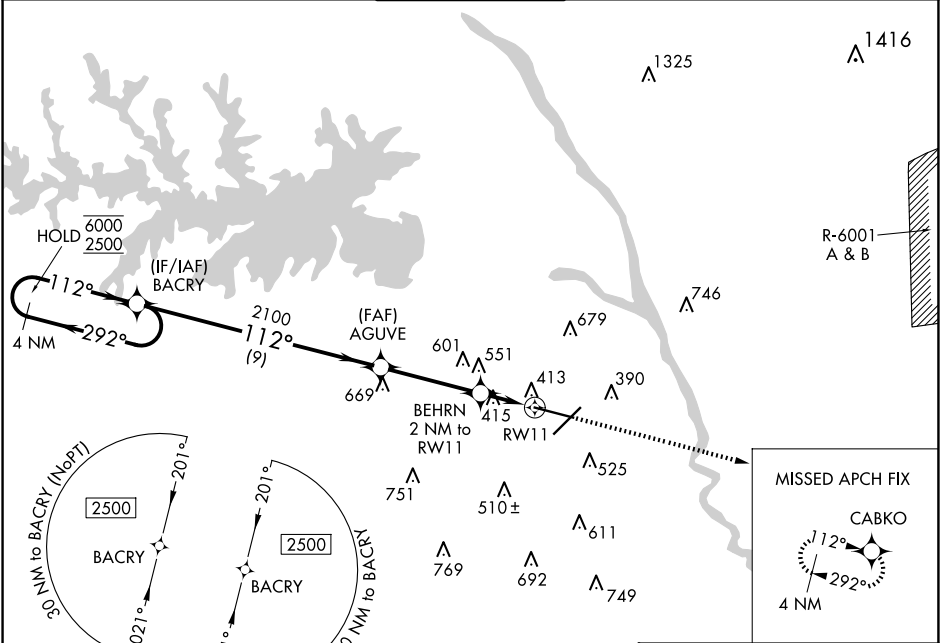 1325
1416
HOLD 6000
2500
R-6001
A & B
(IF/IAF)
BACRY
112°
292°
4 NM
2100
112°
(9)
(FAF)
AGUVE
746
679
601
551
669
413
390
415
BEHRN
2 NM to
RW11
RW11
751
510±
525
611
769
692
749
30 NM to BACRY (NoPT)
2500
201°
BACRY
021°
201°
2500
BACRY
NM to BACRY
MISSED APCH FIX
CABKO
112°
292°
4 NM